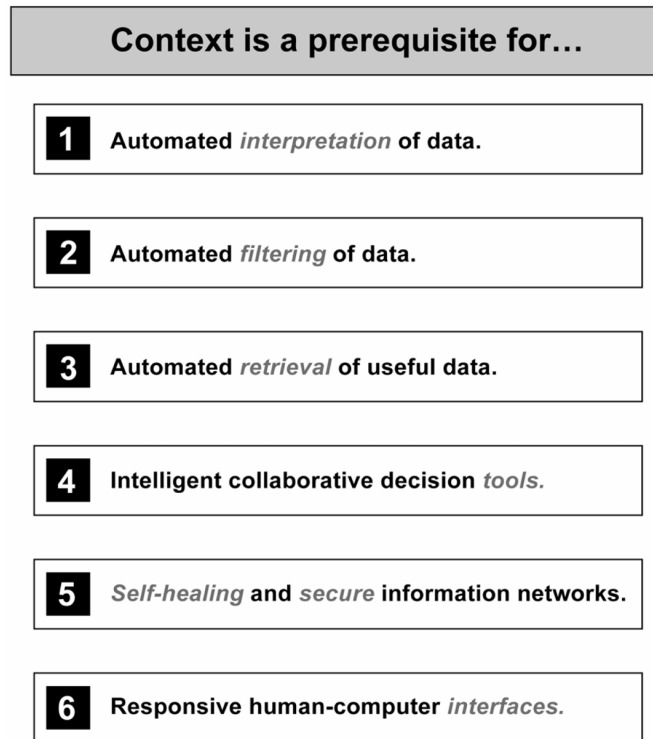 Context is a prerequisite for…
1 Automated interpretation of data.
2 Automated filtering of data.
3 Automated retrieval of useful data.
4 Intelligent collaborative decision tools.
5 Self-healing and secure information networks.
6 Responsive human-computer interfaces.